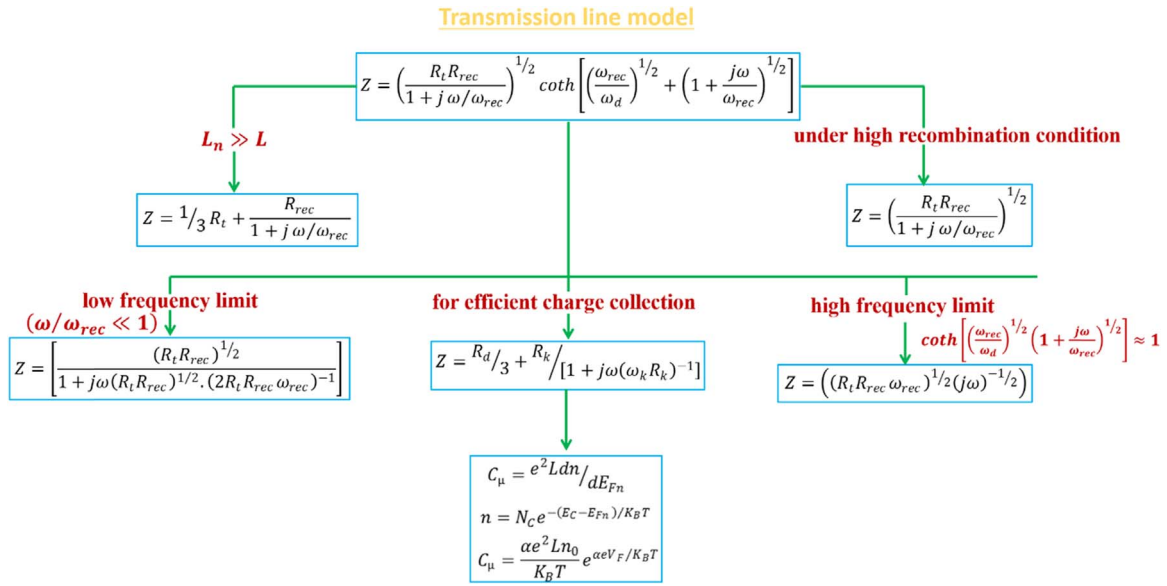 Transmission line model
Z = (R_t R_rec / (1 + j ω/ω_rec))^{1/2} coth[(ω_rec/ω_d)^{1/2} + (1 + jω/ω_rec)^{1/2}]
L_n ≫ L
under high recombination condition
Z = 1/3 R_t + R_rec / (1 + j ω/ω_rec)
Z = (R_t R_rec / (1 + j ω/ω_rec))^{1/2}
low frequency limit
(ω/ω_rec ≪ 1)
for efficient charge collection
high frequency limit
coth[(ω_rec/ω_d)^{1/2} (1 + jω/ω_rec)^{1/2}] ≈ 1
Z = [(R_t R_rec)^{1/2} / (1 + jω(R_t R_rec)^{1/2}.(2R_t R_rec ω_rec)^{-1})]
Z = R_d/3 + R_k/[1 + jω(ω_k R_k)^{-1}]
Z = ((R_t R_rec ω_rec)^{1/2} (jω)^{-1/2})
C_μ = e^2 Ldn/dE_Fn
n = N_C e^{-(E_C-E_Fn)/K_B T}
C_μ = αe^2 Ln_0 / K_B T e^{αeV_F/K_B T}